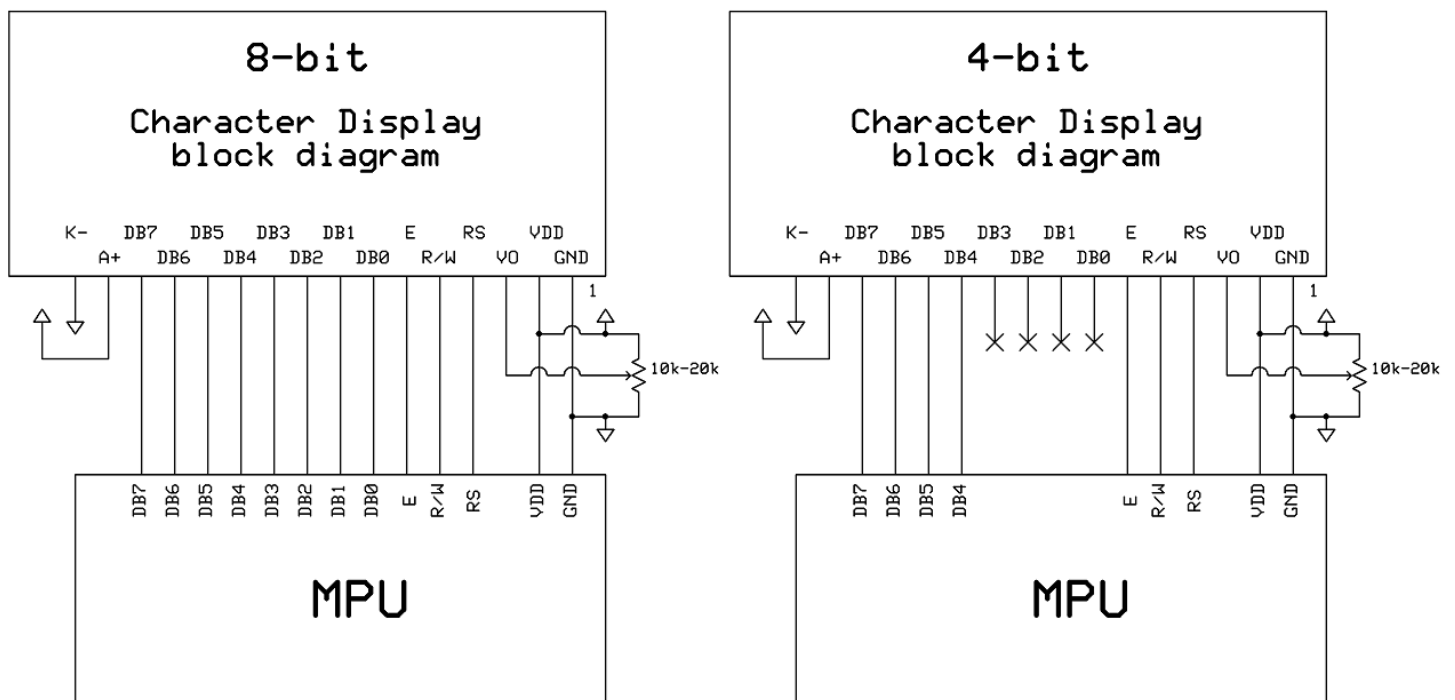 8-bit
Character Display
block diagram
K- DB7 DB5 DB3 DB1 E RS VDD
A+ DB6 DB4 DB2 DB0 R/W VO GND
1
10k-20k
DB7 DB6 DB5 DB4 DB3 DB2 DB1 DB0 E R/W RS VDD GND
MPU
4-bit
Character Display
block diagram
K- DB7 DB5 DB3 DB1 E RS VDD
A+ DB6 DB4 DB2 DB0 R/W VO GND
1
10k-20k
DB7 DB6 DB5 DB4 E R/W RS VDD GND
MPU